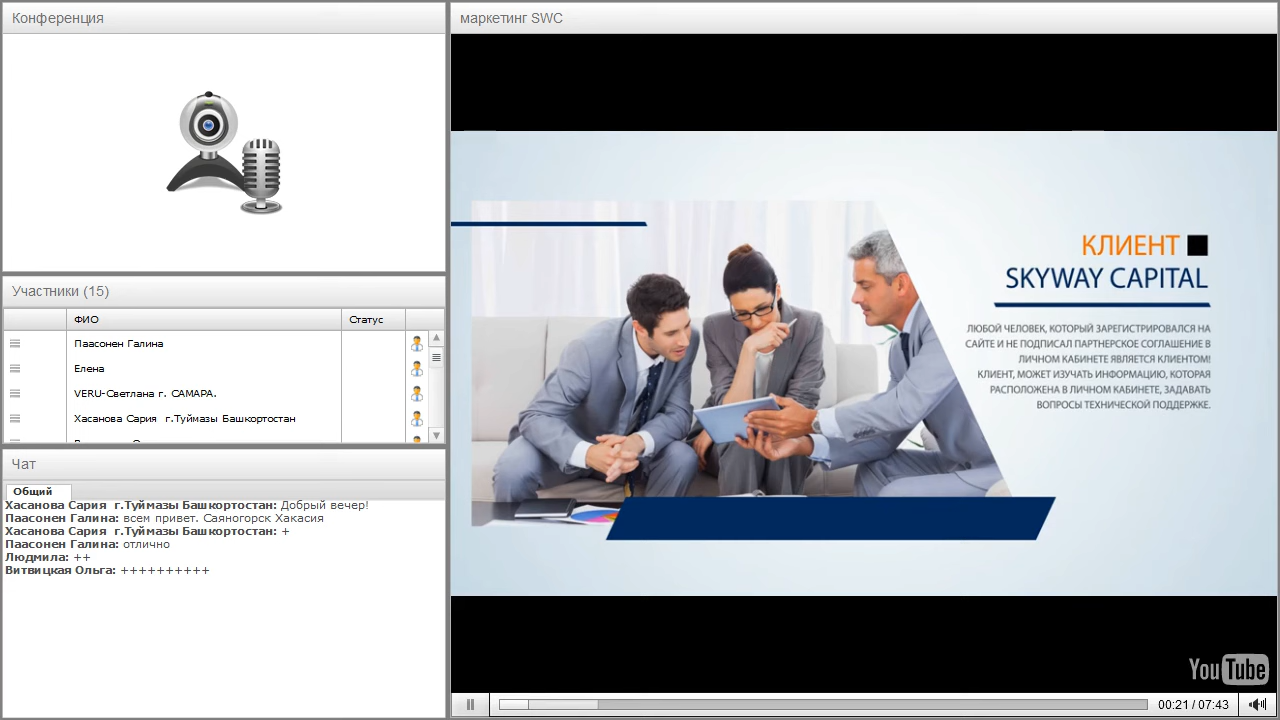 Конференция
маркетинг SWC
Участники (15)
ФИО
Статус
Паасонен Галина
Елена
VERU-Светлана г. САМАРА.
Хасанова Сария г.Туймазы Башкортостан
Чат
Общий
Хасанова Сария г.Туймазы Башкортостан: Добрый вечер!
Паасонен Галина: всем привет. Саяногорск Хакасия
Хасанова Сария г.Туймазы Башкортостан: +
Паасонен Галина: отлично
Людмила: ++
Витвицкая Ольга: ++++++++++
КЛИЕНТ
SKYWAY CAPITAL
ЛЮБОЙ ЧЕЛОВЕК, КОТОРЫЙ ЗАРЕГИСТРИРОВАЛСЯ НА
САЙТЕ И НЕ ПОДПИСАЛ ПАРТНЕРСКОЕ СОГЛАШЕНИЕ В
ЛИЧНОМ КАБИНЕТЕ ЯВЛЯЕТСЯ КЛИЕНТОМ!
КЛИЕНТ, МОЖЕТ ИЗУЧАТЬ ИНФОРМАЦИЮ, КОТОРАЯ
РАСПОЛОЖЕНА В ЛИЧНОМ КАБИНЕТЕ, ЗАДАВАТЬ
ВОПРОСЫ ТЕХНИЧЕСКОЙ ПОДДЕРЖКЕ.
YouTube
00:21 / 07:43